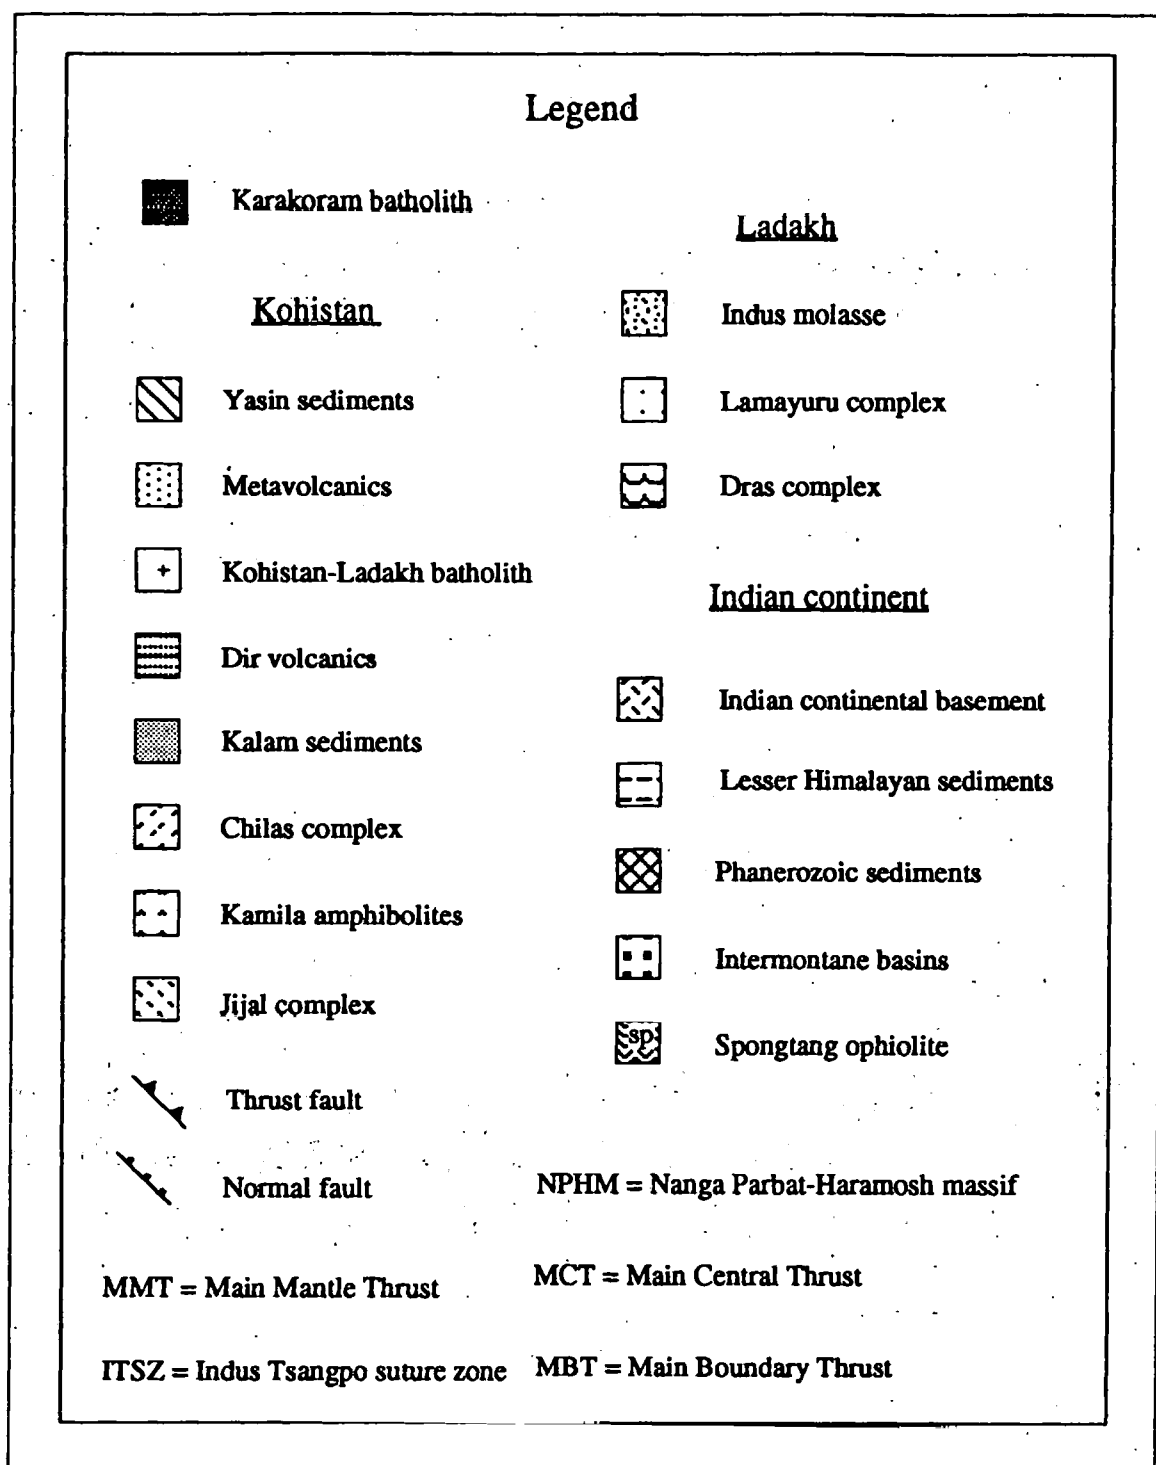 Legend
Karakoram batholith
Kohistan
Yasin sediments
Metavolcanics
Kohistan-Ladakh batholith
Dir volcanics
Kalam sediments
Chilas complex
Kamila amphibolites
Jijal complex
Thrust fault
Normal fault
Ladakh
Indus molasse
Lamayuru complex
Dras complex
Indian continent
Indian continental basement
Lesser Himalayan sediments
Phanerozoic sediments
Intermontane basins
sp
Spongtang ophiolite
NPHM = Nanga Parbat-Haramosh massif
MMT = Main Mantle Thrust
MCT = Main Central Thrust
ITSZ = Indus Tsangpo suture zone
MBT = Main Boundary Thrust